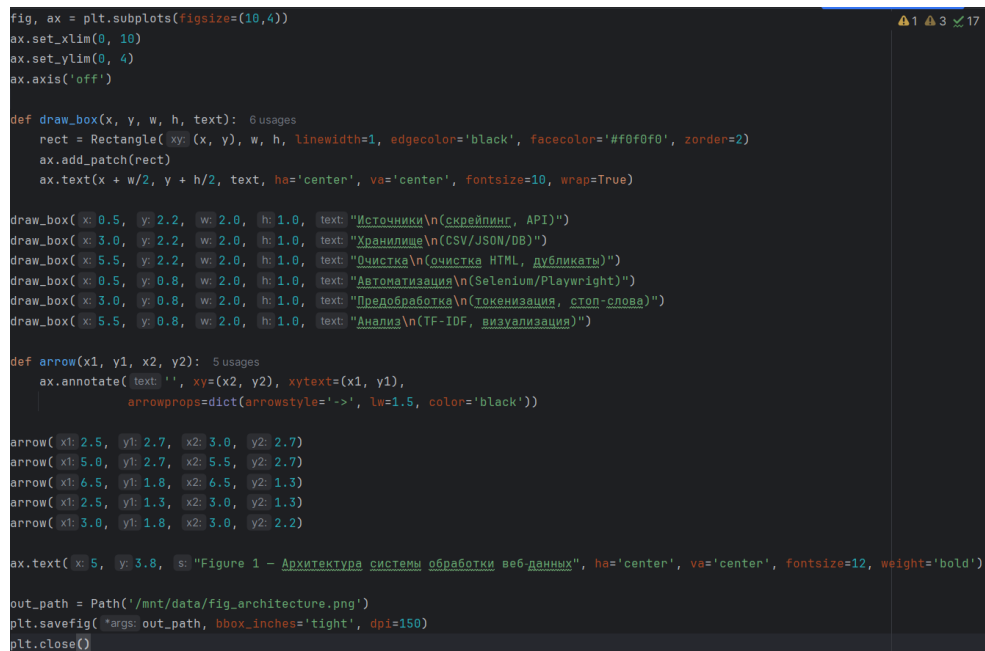 fig, ax = plt.subplots(figsize=(10,4))
1 3 17
ax.set_xlim(0, 10)
ax.set_ylim(0, 4)
ax.axis('off')
def draw_box(x, y, w, h, text): 6 usages
rect = Rectangle( xy: (x, y), w, h, linewidth=1, edgecolor='black', facecolor='#f0f0f0', zorder=2)
ax.add_patch(rect)
ax.text(x + w/2, y + h/2, text, ha='center', va='center', fontsize=10, wrap=True)
draw_box( x: 0.5, y: 2.2, w: 2.0, h: 1.0, text: "Источники\n(скрейпинг, API)")
draw_box( x: 3.0, y: 2.2, w: 2.0, h: 1.0, text: "Хранилище\n(CSV/JSON/DB)")
draw_box( x: 5.5, y: 2.2, w: 2.0, h: 1.0, text: "Очистка\n(очистка HTML, дубликаты)")
draw_box( x: 0.5, y: 0.8, w: 2.0, h: 1.0, text: "Автоматизация\n(Selenium/Playwright)")
draw_box( x: 3.0, y: 0.8, w: 2.0, h: 1.0, text: "Предобработка\n(токенизация, стоп-слова)")
draw_box( x: 5.5, y: 0.8, w: 2.0, h: 1.0, text: "Анализ\n(TF-IDF, визуализация)")
def arrow(x1, y1, x2, y2): 5 usages
ax.annotate( text: '', xy=(x2, y2), xytext=(x1, y1),
arrowprops=dict(arrowstyle='->', lw=1.5, color='black'))
arrow( x1: 2.5, y1: 2.7, x2: 3.0, y2: 2.7)
arrow( x1: 5.0, y1: 2.7, x2: 5.5, y2: 2.7)
arrow( x1: 6.5, y1: 1.8, x2: 6.5, y2: 1.3)
arrow( x1: 2.5, y1: 1.3, x2: 3.0, y2: 1.3)
arrow( x1: 3.0, y1: 1.8, x2: 3.0, y2: 2.2)
ax.text( x: 5, y: 3.8, s: "Figure 1 — Архитектура системы обработки веб-данных", ha='center', va='center', fontsize=12, weight='bold')
out_path = Path('/mnt/data/fig_architecture.png')
plt.savefig( *args: out_path, bbox_inches='tight', dpi=150)
plt.close()